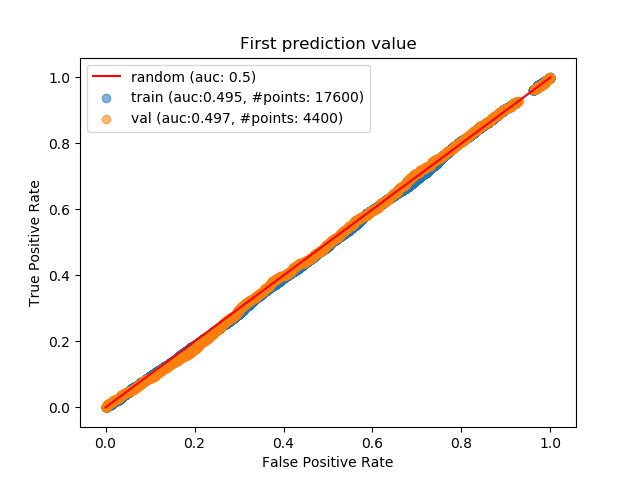 First prediction value
random (auc: 0.5)
train (auc:0.495, #points: 17600)
val (auc:0.497, #points: 4400)
1.0
0.8
0.6
0.4
0.2
0.0
True Positive Rate
0.0 0.2 0.4 0.6 0.8 1.0
False Positive Rate